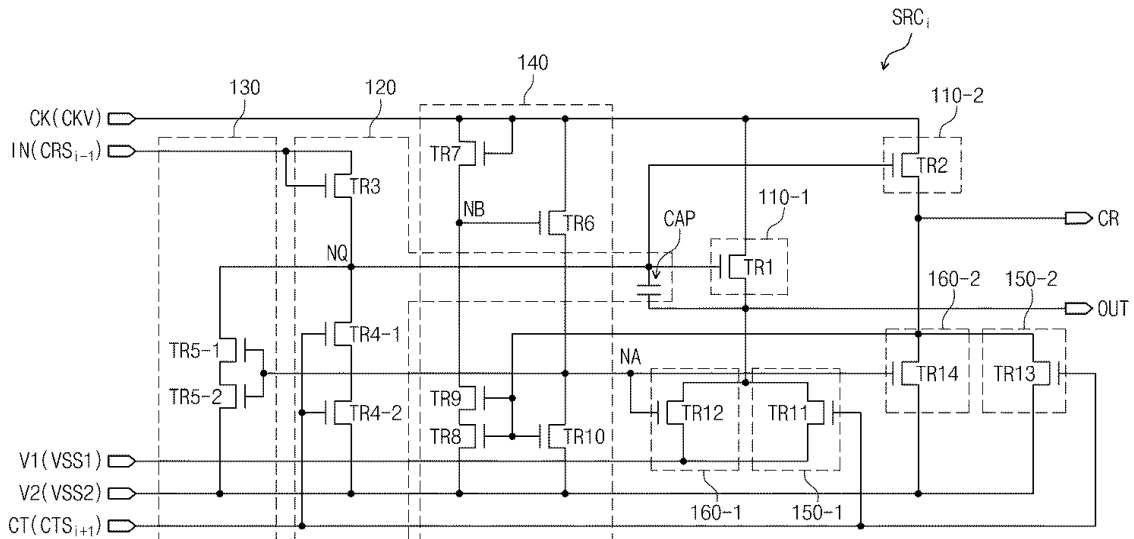 SRCi
140
130
120
110-2
CK(CKV)
IN(CRSi-1)
TR7
TR2
TR3
110-1
NB
TR6
CAP
CR
NQ
TR1
160-2
150-2
OUT
TR4-1
TR5-1
NA
TR14
TR13
TR5-2
TR9
TR12
TR11
TR4-2
TR8
TR10
V1(VSS1)
V2(VSS2)
160-1
150-1
CT(CTSi+1)